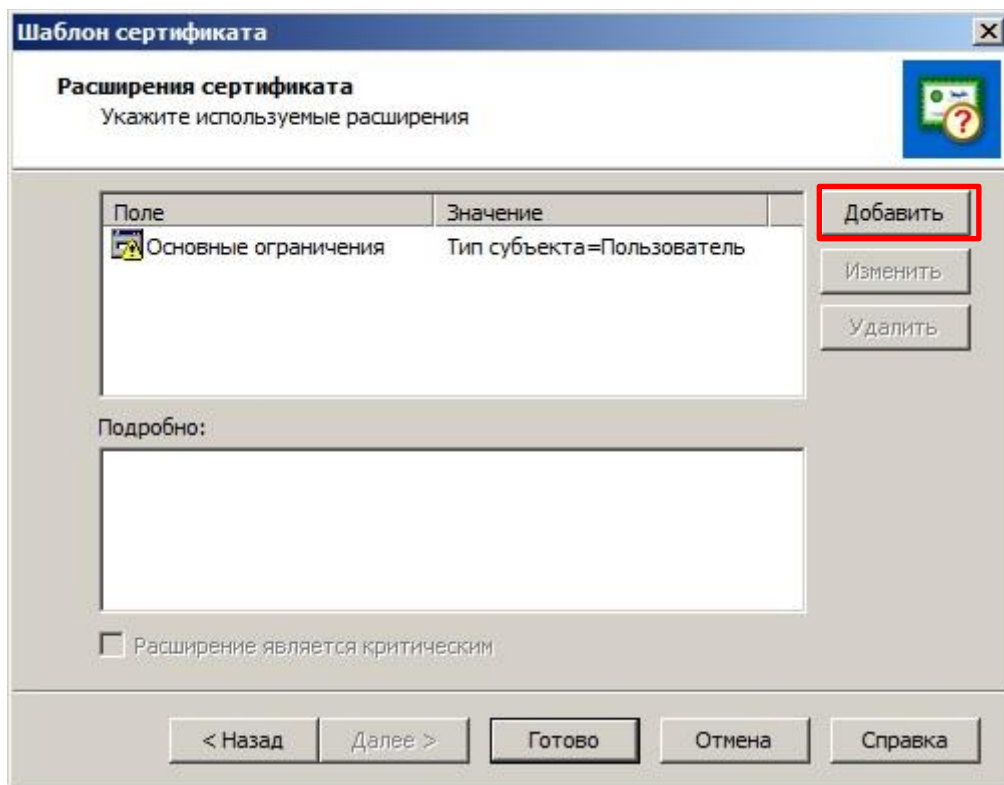 Шаблон сертификата
Расширения сертификата
Укажите используемые расширения
Поле Значение
Основные ограничения Тип субъекта=Пользователь
Добавить
Изменить
Удалить
Подробно:
Расширение является критическим
< Назад Далее > Готово Отмена Справка